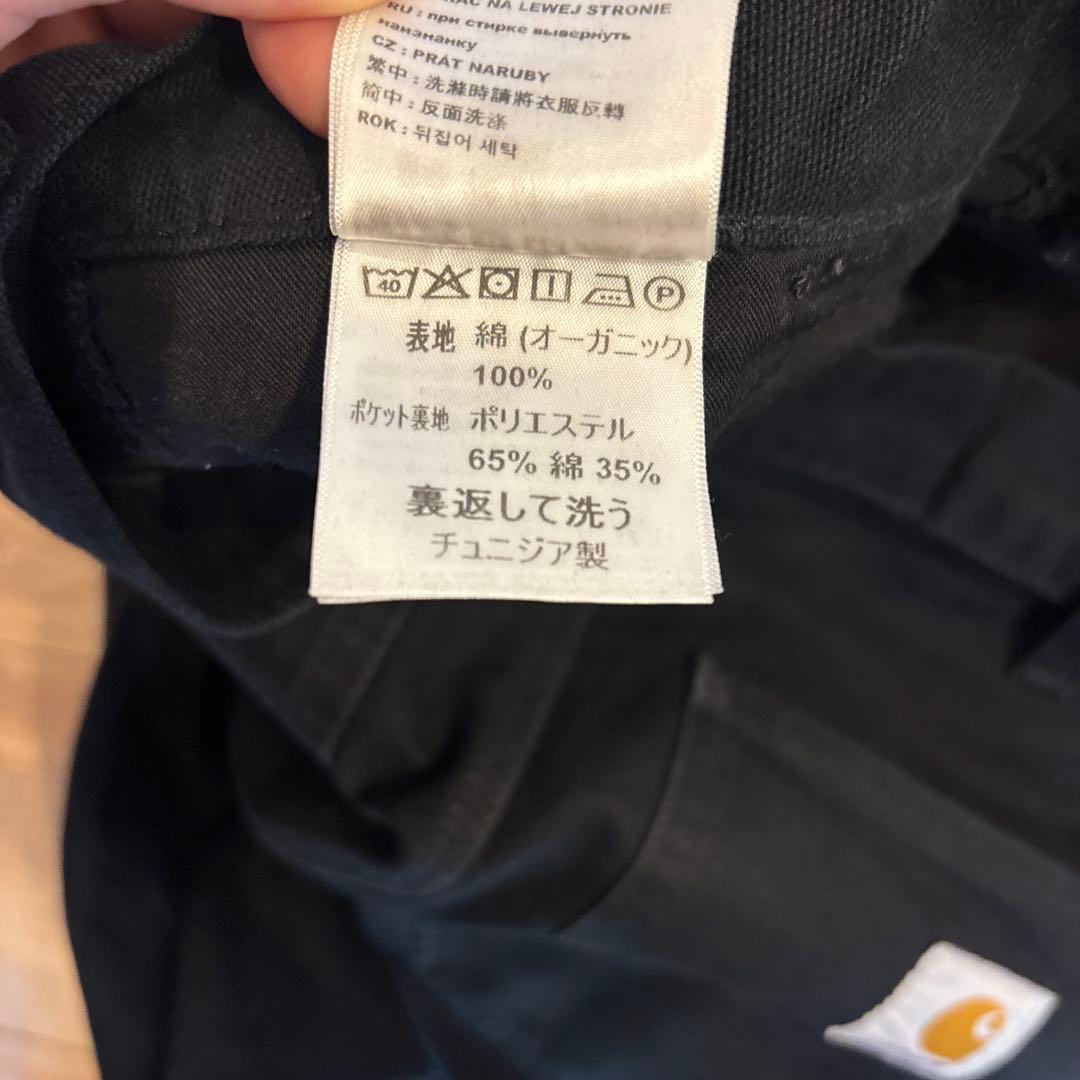 NA LEWEJ STRONIE
RU : при стирке вывернуть
наизнанку
CZ : PRÁT NARUBY
繁中 : 洗滌時請將衣服反轉
简中 : 反面洗涤
ROK : 뒤집어 세탁
40 P
表地 綿 (オーガニック)
100%
ポケット裏地 ポリエステル
65% 綿 35%
裏返して洗う
チュニジア製